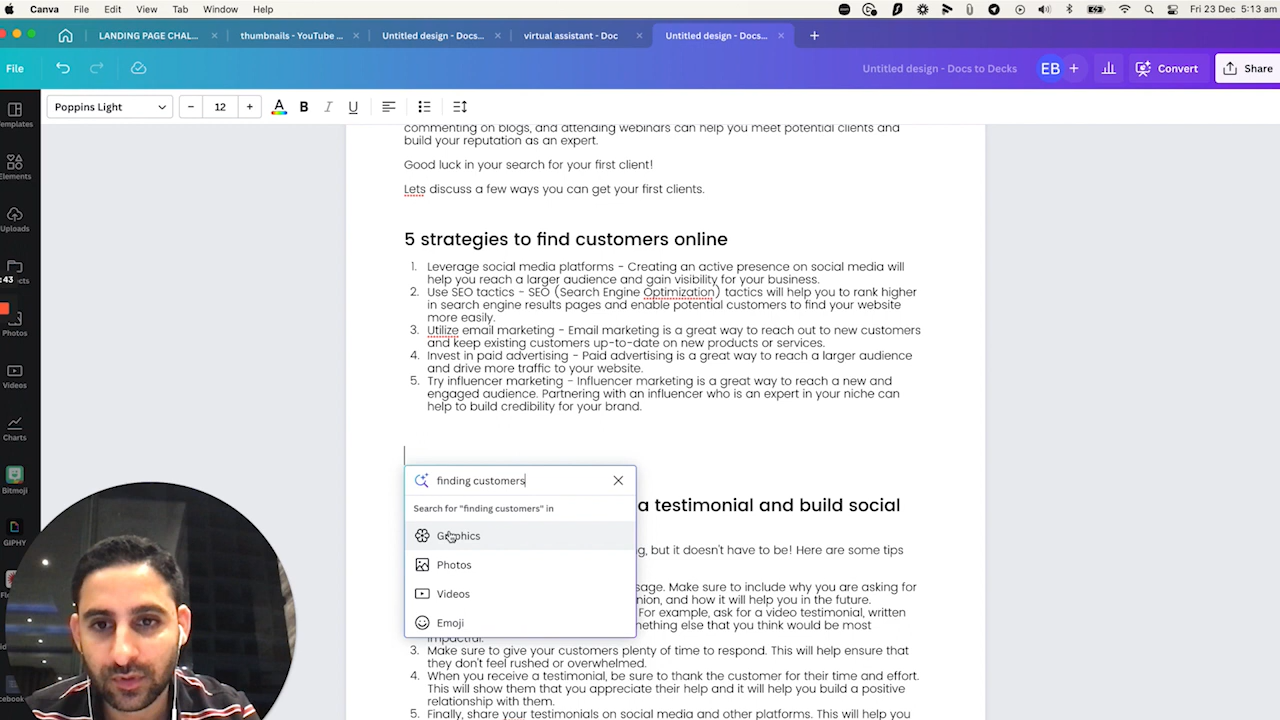 Canva File Edit View Tab Window Help Fri 23 Dec 5:13 am
LANDING PAGE CHAL... thumbnails - YouTube ... Untitled design - Docs... virtual assistant - Doc Untitled design - Docs...
File Untitled design - Docs to Decks EB Convert Share
Poppins Light 12 A B I U
Templates
Elements
Uploads
:43
Photos
Videos
Charts
Bitmoji
GIPHY
commenting on blogs, and attending webinars can help you meet potential clients and
build your reputation as an expert.
Good luck in your search for your first client!
Lets discuss a few ways you can get your first clients.
5 strategies to find customers online
1. Leverage social media platforms - Creating an active presence on social media will
help you reach a larger audience and gain visibility for your business.
2. Use SEO tactics - SEO (Search Engine Optimization) tactics will help you to rank higher
in search engine results pages and enable potential customers to find your website
more easily.
3. Utilize email marketing - Email marketing is a great way to reach out to new customers
and keep existing customers up-to-date on new products or services.
4. Invest in paid advertising - Paid advertising is a great way to reach a larger audience
and drive more traffic to your website.
5. Try influencer marketing - Influencer marketing is a great way to reach a new and
engaged audience. Partnering with an influencer who is an expert in your niche can
help to build credibility for your brand.
finding customers
Search for "finding customers" in
Graphics
Photos
Videos
Emoji
a testimonial and build social
, but it doesn't have to be! Here are some tips
Make sure to include why you are asking for
and how it will help you in the future.
For example, ask for a video testimonial, written
else that you think would be most
3. Make sure to give your customers plenty of time to respond. This will help ensure that
they don't feel rushed or overwhelmed.
4. When you receive a testimonial, be sure to thank the customer for their time and effort.
This will show them that you appreciate their help and it will help you build a positive
relationship with them.
5. Finally, share your testimonials on social media and other platforms. This will help you